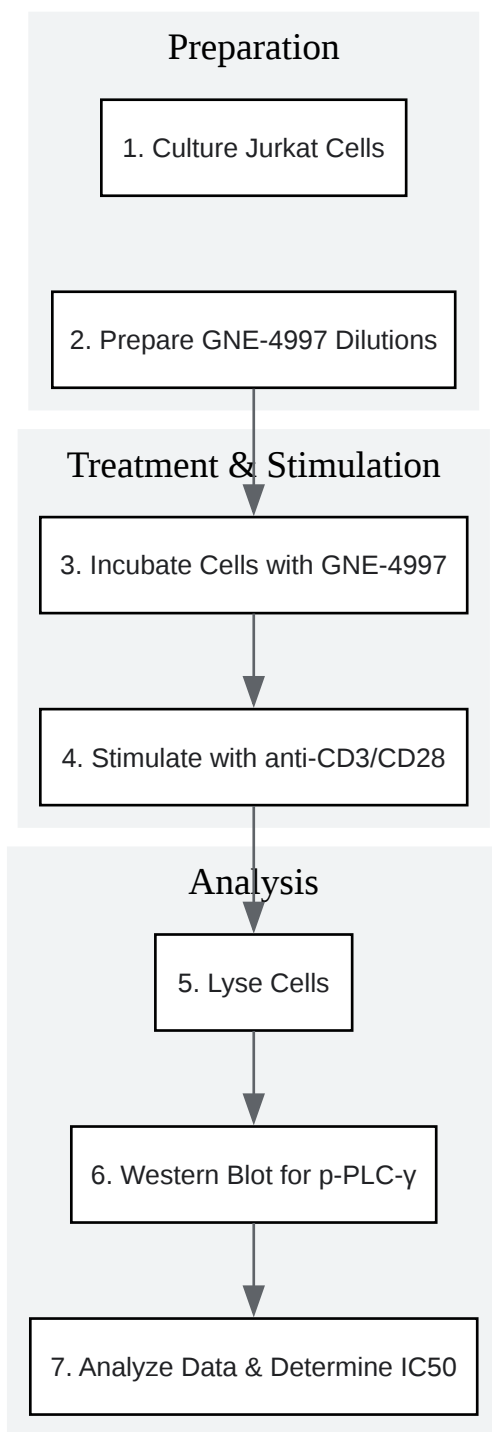 Preparation
1. Culture Jurkat Cells
2. Prepare GNE-4997 Dilutions
Treatment & Stimulation
3. Incubate Cells with GNE-4997
4. Stimulate with anti-CD3/CD28
Analysis
5. Lyse Cells
6. Western Blot for p-PLC-γ
7. Analyze Data & Determine IC50